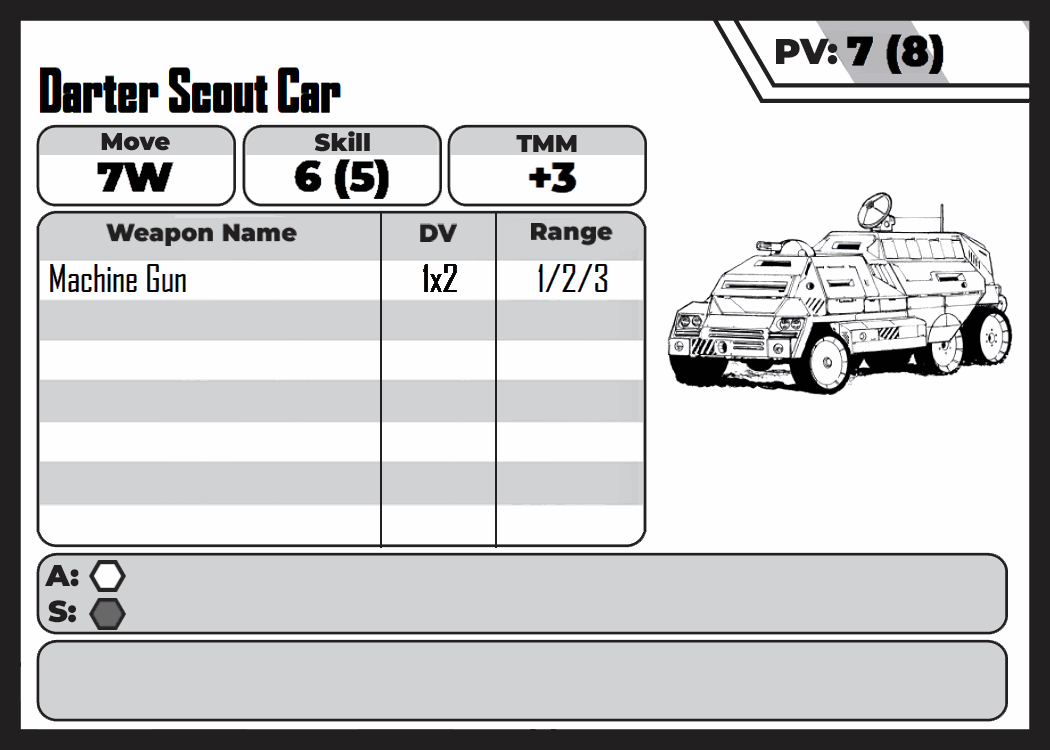 PV: 7 (8)
Darter Scout Car
Move Skill TMM
7W 6 (5) +3
Weapon Name DV Range
Machine Gun 1x2 1/2/3
A:
S: